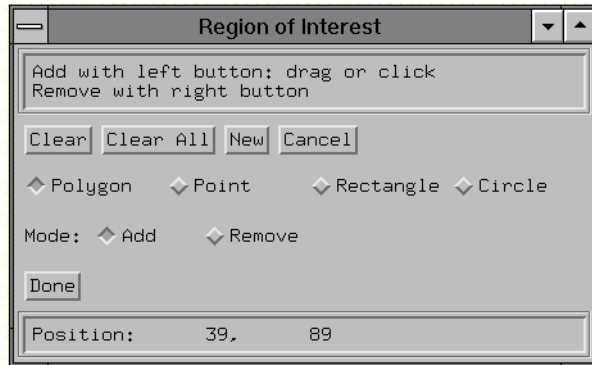 Region of Interest
Add with left button: drag or click
Remove with right button
Clear Clear All New Cancel
Polygon Point Rectangle Circle
Mode: Add Remove
Done
Position: 39, 89